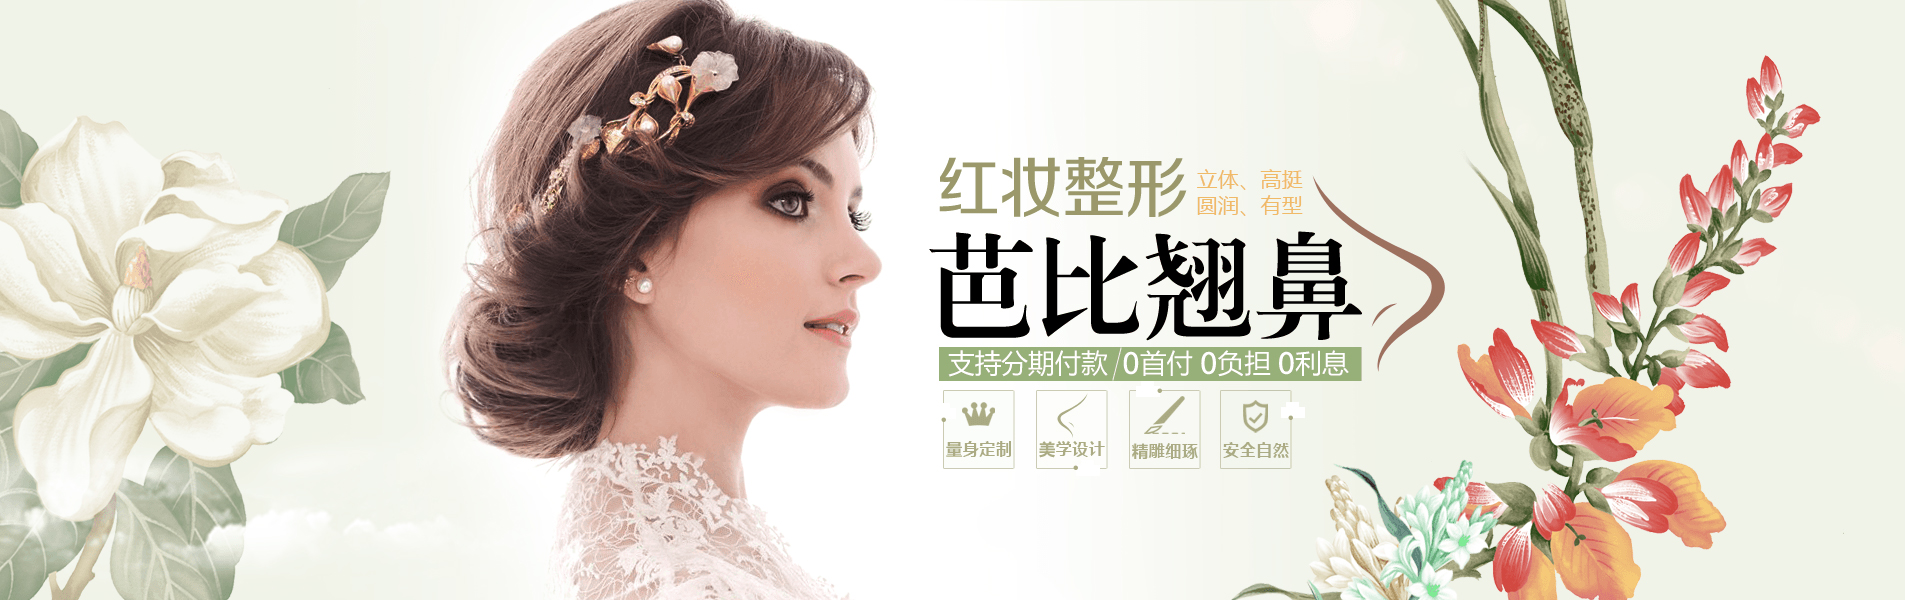 红妆整形
立体、高挺
圆润、有型
芭比翘鼻
支持分期付款/0首付 0负担 0利息
量身定制 美学设计 精雕细琢 安全自然